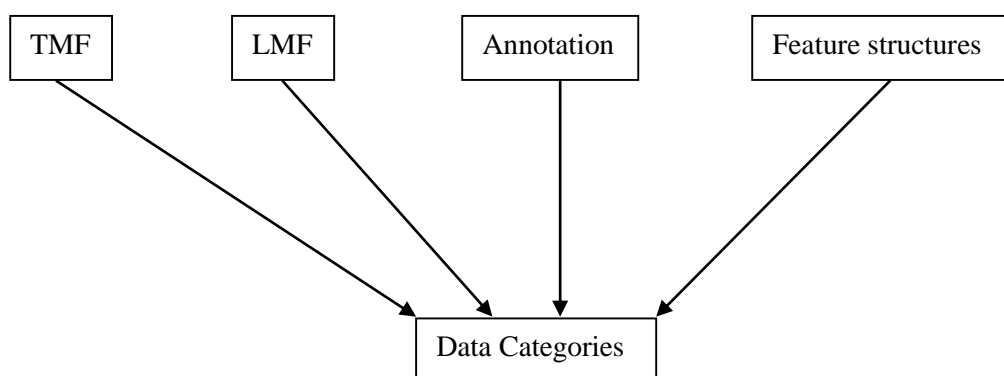 TMF
LMF
Annotation
Feature structures
Data Categories